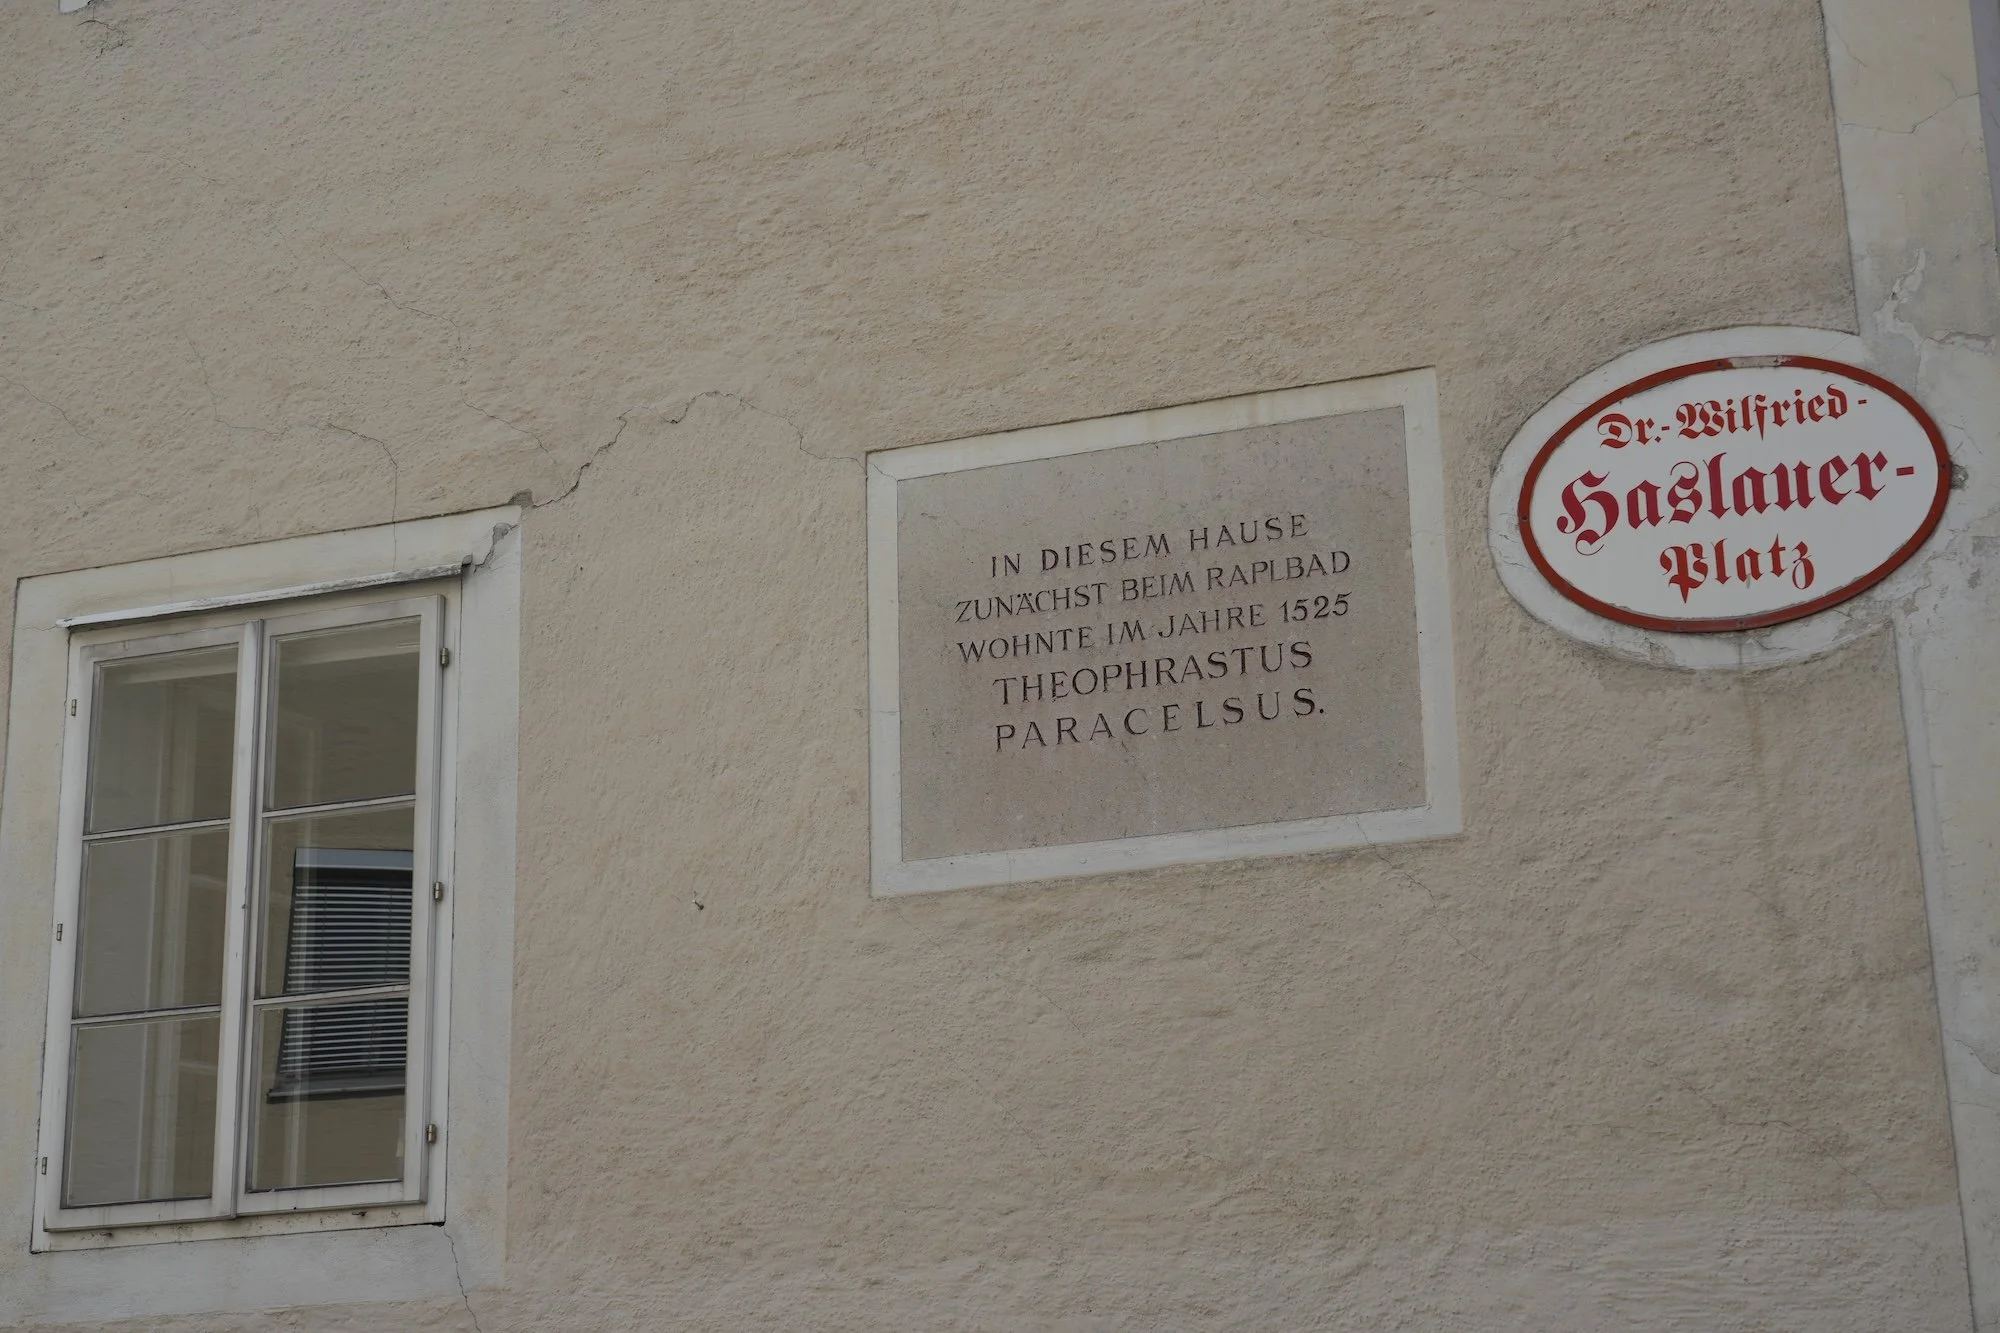 IN DIESEM HAUSE
ZUNÄCHST BEIM RAPLBAD
WOHNTE IM JAHRE 1525
THEOPHRASTUS
PARACELSUS.
Dr.-Wilfried-
Haslauer-
Platz